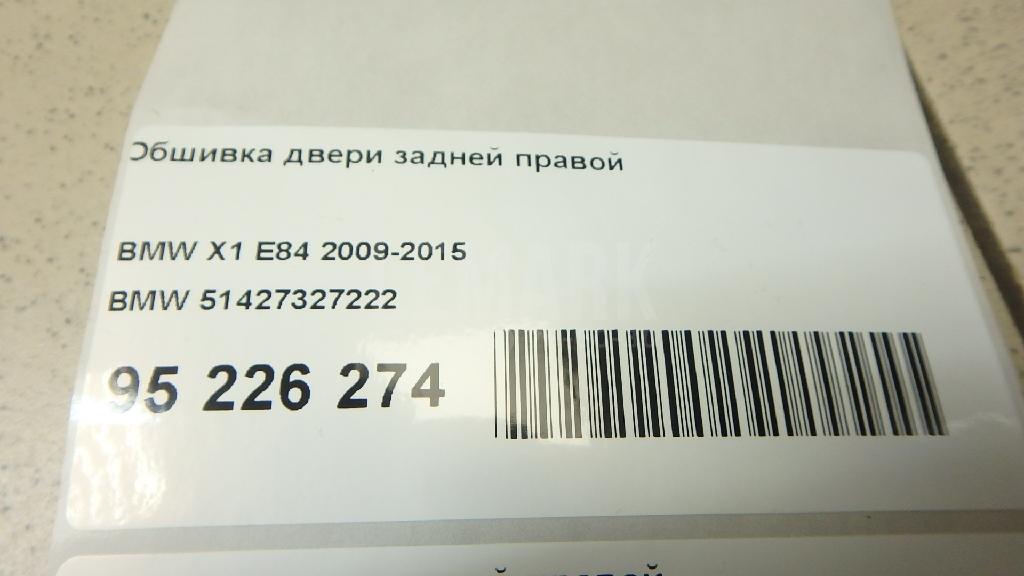 Обшивка двери задней правой
BMW X1 E84 2009-2015
BMW 51427327222
95 226 274